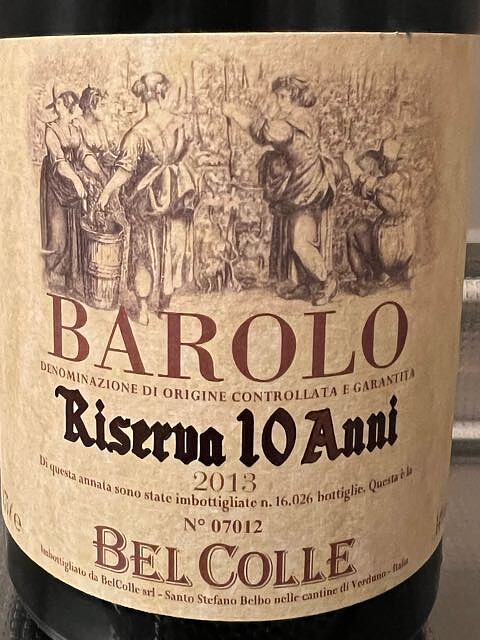 BAROLO
DENOMINAZIONE DI ORIGINE CONTROLLATA E GARANTITA
Riserva 10 Anni
2013
Di questa annata sono state imbottigliate n. 16.026 bottiglie. Questa è la
N° 07012
BEL COLLE
Imbottigliato da BelColle srl - Santo Stefano Belbo nelle cantine di Verduno - Italia